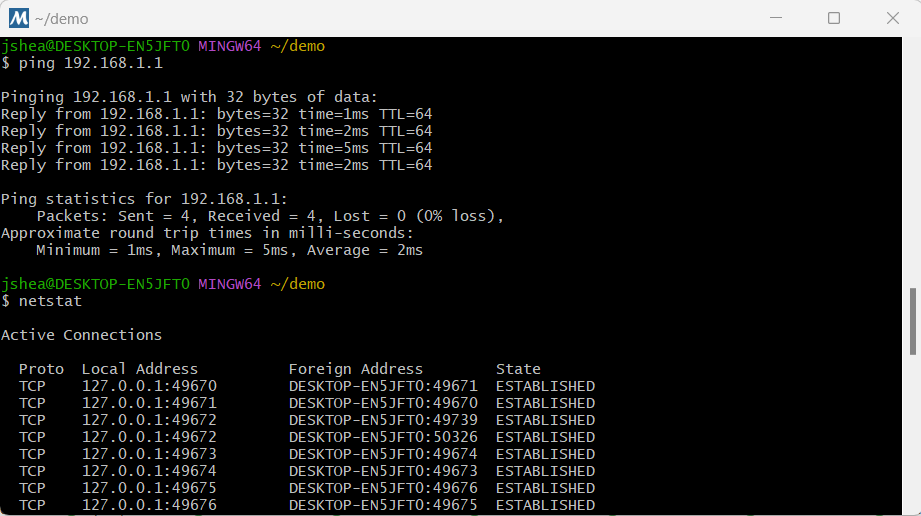 M ~/demo
jshea@DESKTOP-EN5JFT0 MINGW64 ~/demo
$ ping 192.168.1.1
Pinging 192.168.1.1 with 32 bytes of data:
Reply from 192.168.1.1: bytes=32 time=1ms TTL=64
Reply from 192.168.1.1: bytes=32 time=2ms TTL=64
Reply from 192.168.1.1: bytes=32 time=5ms TTL=64
Reply from 192.168.1.1: bytes=32 time=2ms TTL=64
Ping statistics for 192.168.1.1:
    Packets: Sent = 4, Received = 4, Lost = 0 (0% loss),
Approximate round trip times in milli-seconds:
    Minimum = 1ms, Maximum = 5ms, Average = 2ms
jshea@DESKTOP-EN5JFT0 MINGW64 ~/demo
$ netstat
Active Connections
  Proto  Local Address          Foreign Address        State
  TCP    127.0.0.1:49670        DESKTOP-EN5JFT0:49671  ESTABLISHED
  TCP    127.0.0.1:49671        DESKTOP-EN5JFT0:49670  ESTABLISHED
  TCP    127.0.0.1:49672        DESKTOP-EN5JFT0:49739  ESTABLISHED
  TCP    127.0.0.1:49672        DESKTOP-EN5JFT0:50326  ESTABLISHED
  TCP    127.0.0.1:49673        DESKTOP-EN5JFT0:49674  ESTABLISHED
  TCP    127.0.0.1:49674        DESKTOP-EN5JFT0:49673  ESTABLISHED
  TCP    127.0.0.1:49675        DESKTOP-EN5JFT0:49676  ESTABLISHED
  TCP    127.0.0.1:49676        DESKTOP-EN5JFT0:49675  ESTABLISHED